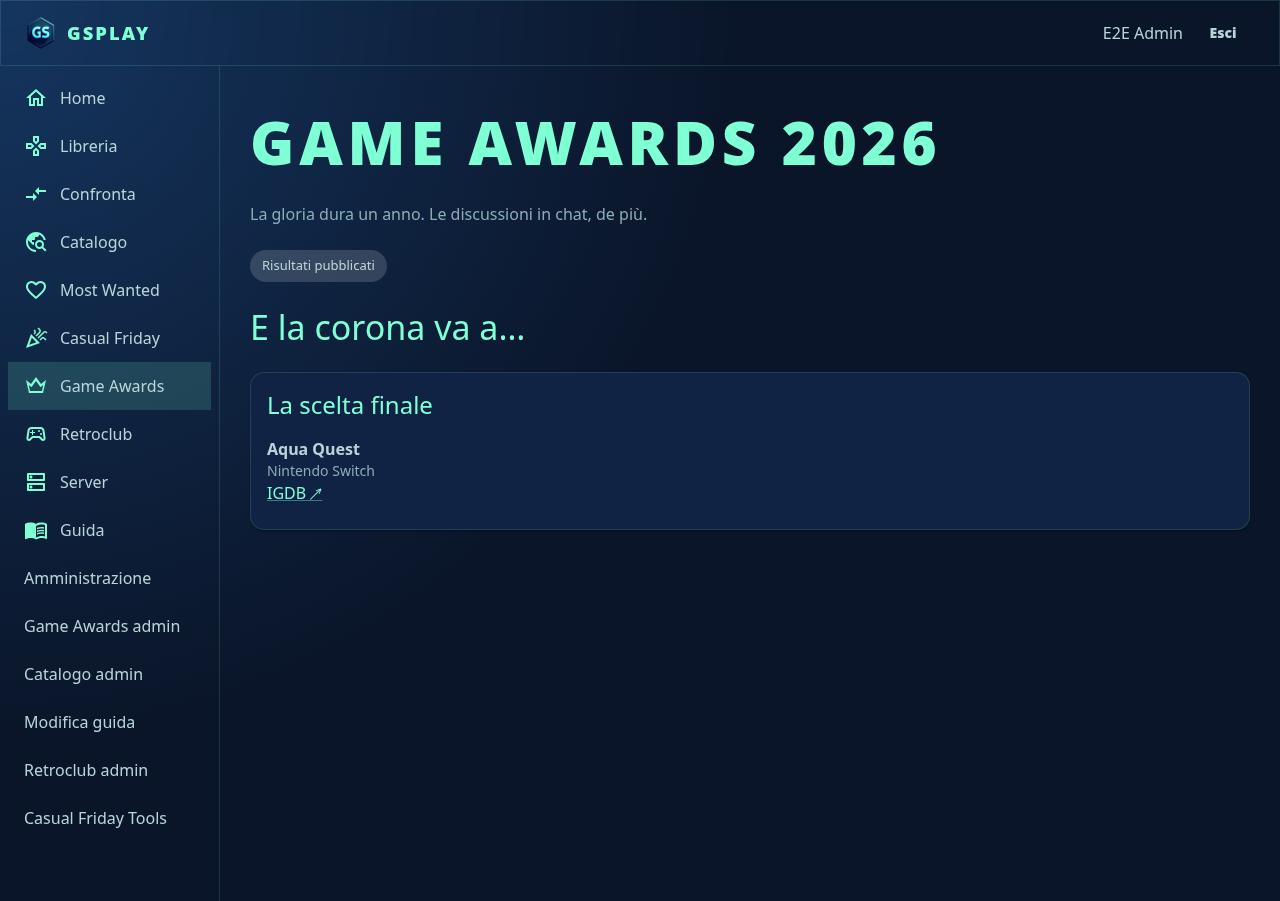 GS GSPLAY
E2E Admin
Esci
Home
Libreria
Confronta
Catalogo
Most Wanted
Casual Friday
Game Awards
Retroclub
Server
Guida
Amministrazione
Game Awards admin
Catalogo admin
Modifica guida
Retroclub admin
Casual Friday Tools
GAME AWARDS 2026
La gloria dura un anno. Le discussioni in chat, de più.
Risultati pubblicati
E la corona va a...
La scelta finale
Aqua Quest
Nintendo Switch
IGDB ↗